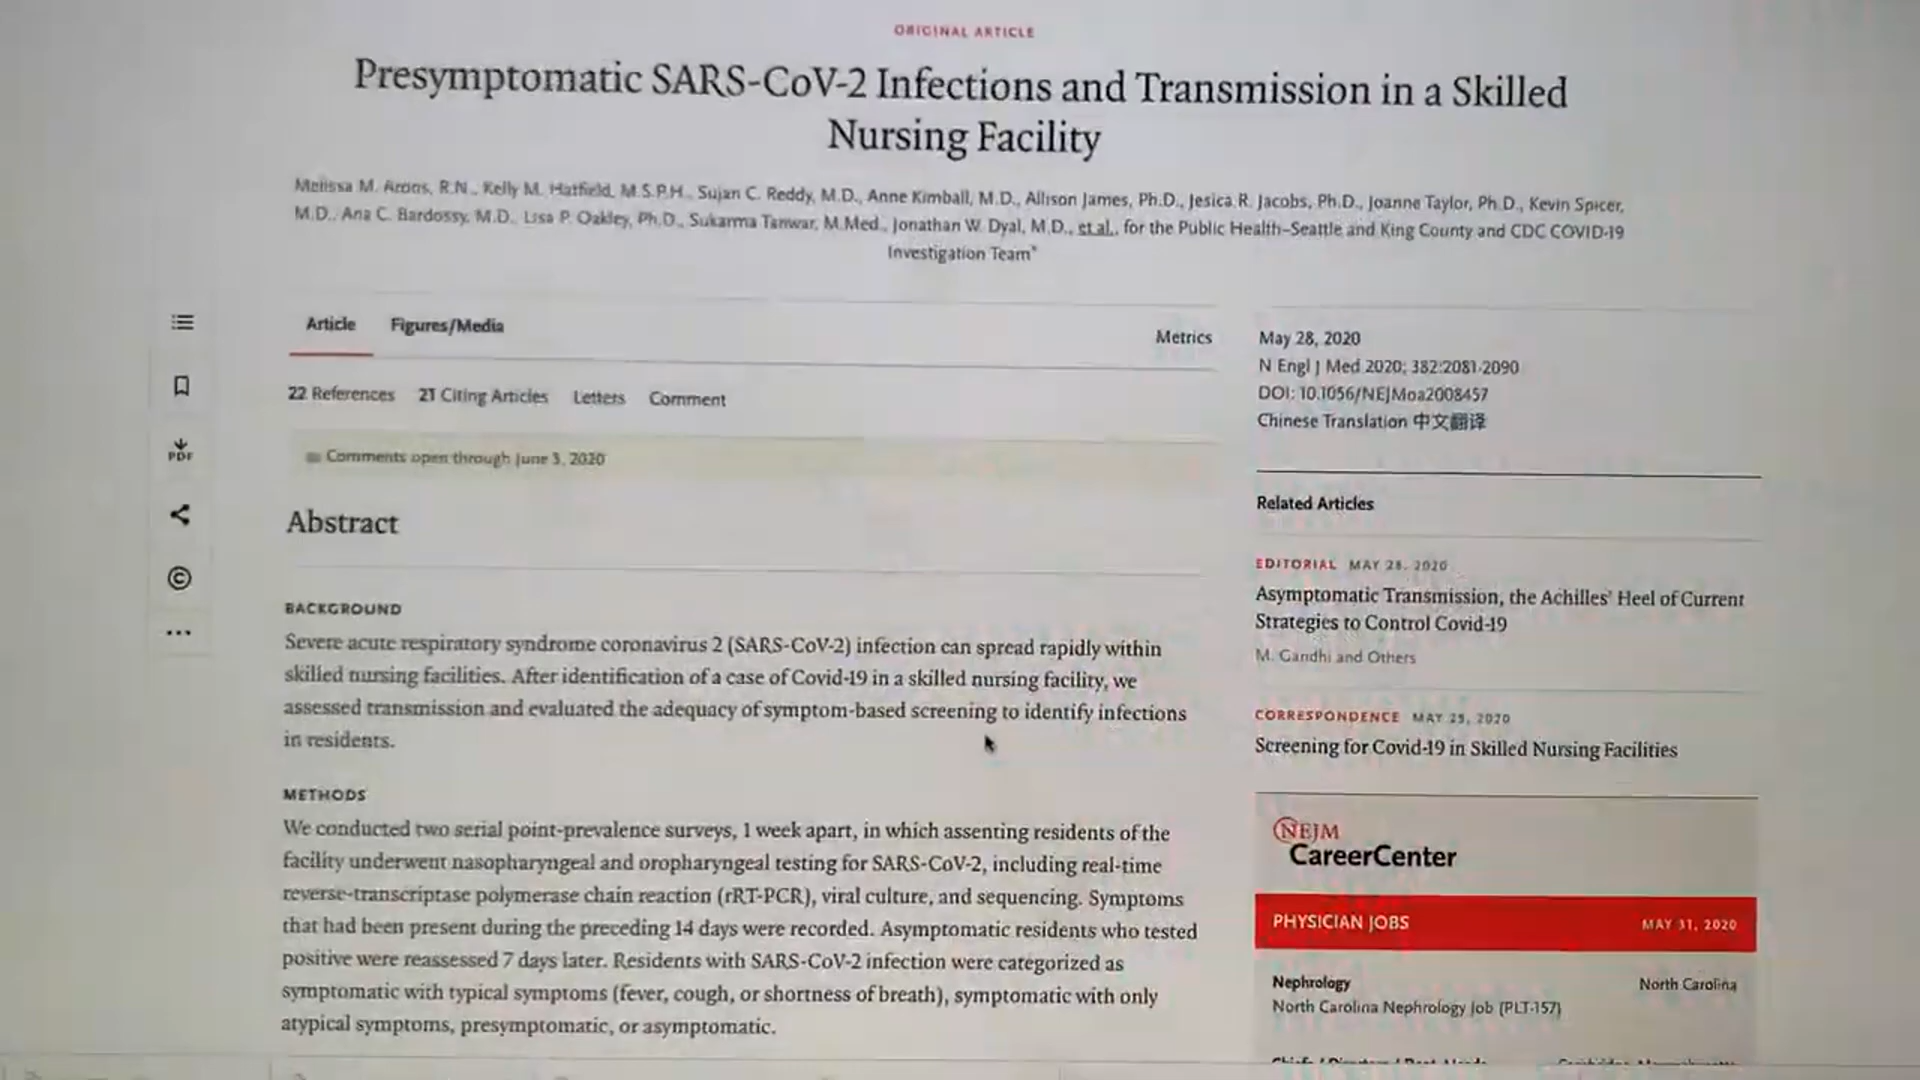 ORIGINAL ARTICLE
Presymptomatic SARS-CoV-2 Infections and Transmission in a Skilled
Nursing Facility
Melissa M. Arons, R.N., Kelly M. Hatfield, M.S.P.H., Sujan C. Reddy, M.D., Anne Kimball, M.D., Allison James, Ph.D., Jesica R. Jacobs, Ph.D., Joanne Taylor, Ph.D., Kevin Spicer,
M.D., Ana C. Bardossy, M.D., Lisa P. Oakley, Ph.D., Sukarma Tanwar, M.Med., Jonathan W. Dyal, M.D., et al., for the Public Health–Seattle and King County and CDC COVID-19
Investigation Team*
Article Figures/Media Metrics
22 References 21 Citing Articles Letters Comment
Comments open through June 3, 2020
PDF
Abstract
BACKGROUND
Severe acute respiratory syndrome coronavirus 2 (SARS-CoV-2) infection can spread rapidly within
skilled nursing facilities. After identification of a case of Covid-19 in a skilled nursing facility, we
assessed transmission and evaluated the adequacy of symptom-based screening to identify infections
in residents.
METHODS
We conducted two serial point-prevalence surveys, 1 week apart, in which assenting residents of the
facility underwent nasopharyngeal and oropharyngeal testing for SARS-CoV-2, including real-time
reverse-transcriptase polymerase chain reaction (rRT-PCR), viral culture, and sequencing. Symptoms
that had been present during the preceding 14 days were recorded. Asymptomatic residents who tested
positive were reassessed 7 days later. Residents with SARS-CoV-2 infection were categorized as
symptomatic with typical symptoms (fever, cough, or shortness of breath), symptomatic with only
atypical symptoms, presymptomatic, or asymptomatic.
May 28, 2020
N Engl J Med 2020; 382:2081-2090
DOI: 10.1056/NEJMoa2008457
Chinese Translation 中文翻译
Related Articles
EDITORIAL MAY 28, 2020
Asymptomatic Transmission, the Achilles' Heel of Current
Strategies to Control Covid-19
M. Gandhi and Others
CORRESPONDENCE MAY 25, 2020
Screening for Covid-19 in Skilled Nursing Facilities
NEJM
CareerCenter
PHYSICIAN JOBS MAY 31, 2020
Nephrology North Carolina
North Carolina Nephrology Job (PLT-157)